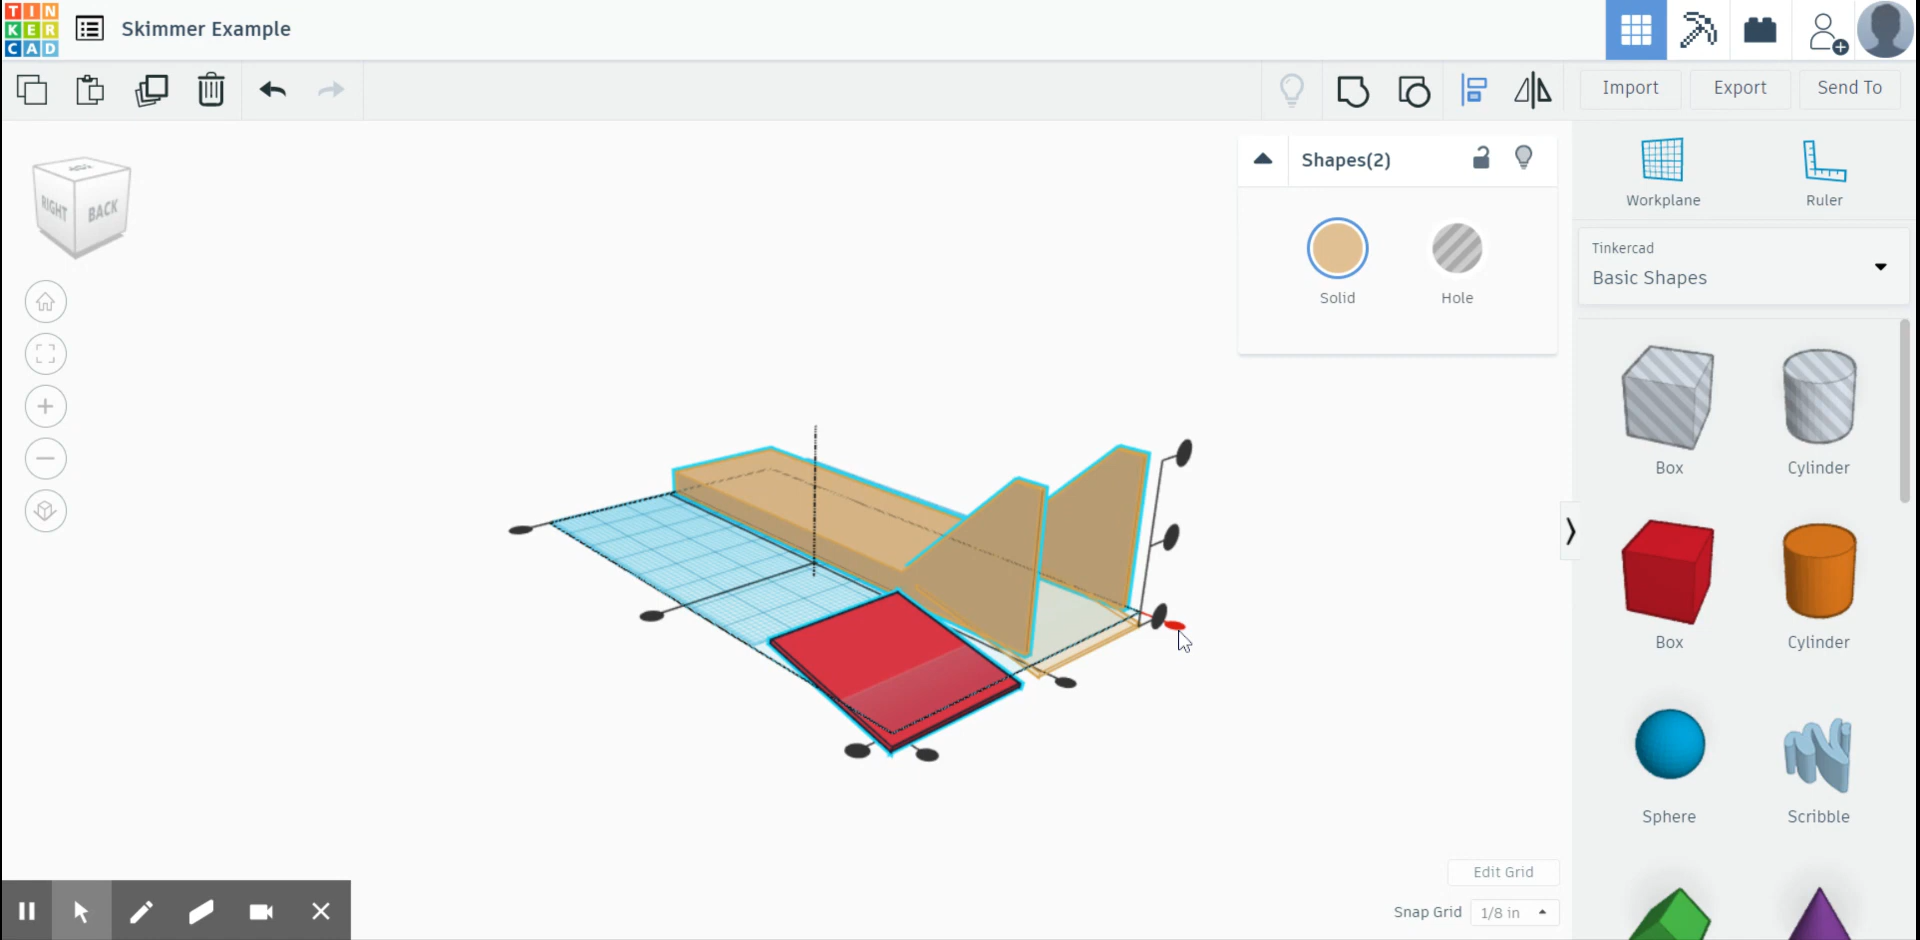 TIN
KER
CAD
Skimmer Example
Import
Export
Send To
TOP
RIGHT
BACK
Shapes(2)
Solid
Hole
Workplane
Ruler
Tinkercad
Basic Shapes
Box
Cylinder
Box
Cylinder
Sphere
Scribble
Edit Grid
Snap Grid
1/8 in